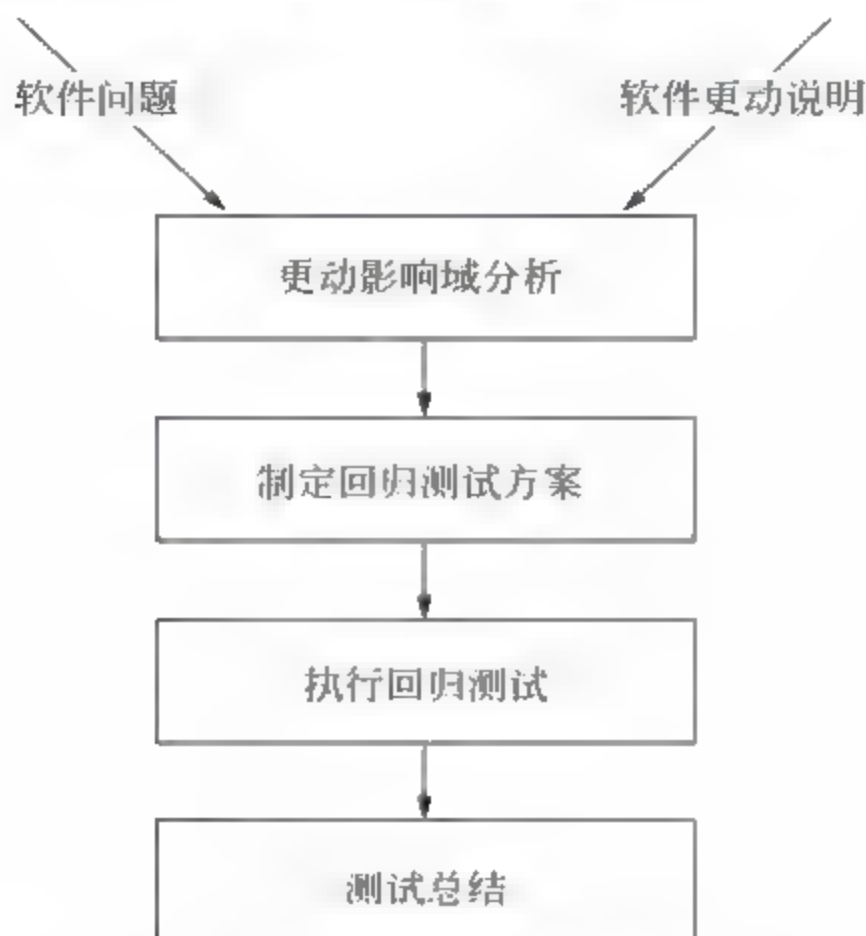 软件问题
软件更动说明
更动影响域分析
制定回归测试方案
执行回归测试
测试总结